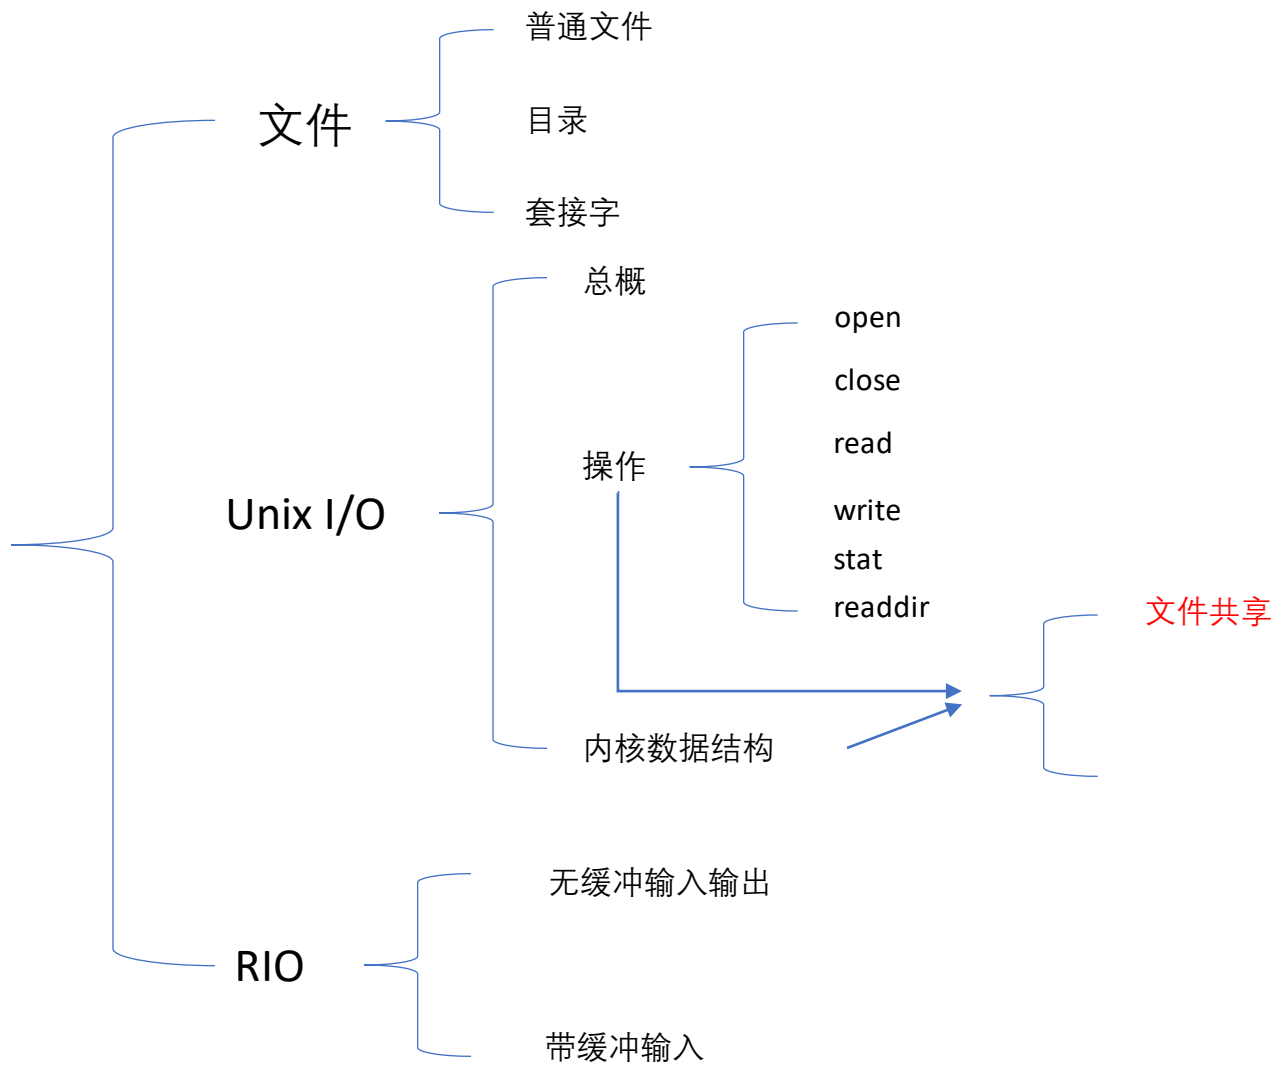 普通文件
文件
目录
套接字
总概
open
close
read
操作
write
Unix I/O
stat
readdir
文件共享
内核数据结构
无缓冲输入输出
RIO
带缓冲输入